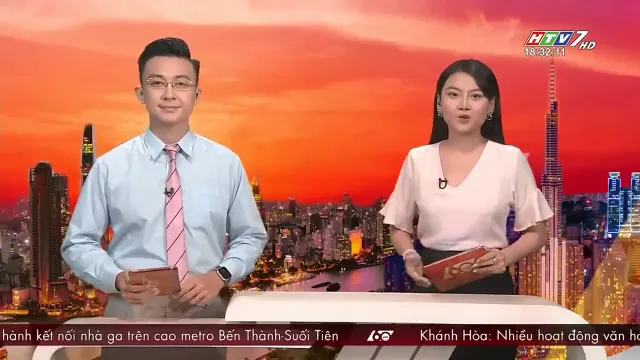 HTV7 HD
18:32:11
hành kết nối nhà ga trên cao metro Bến Thành-Suối Tiên
60
Khánh Hòa: Nhiều hoạt động văn h